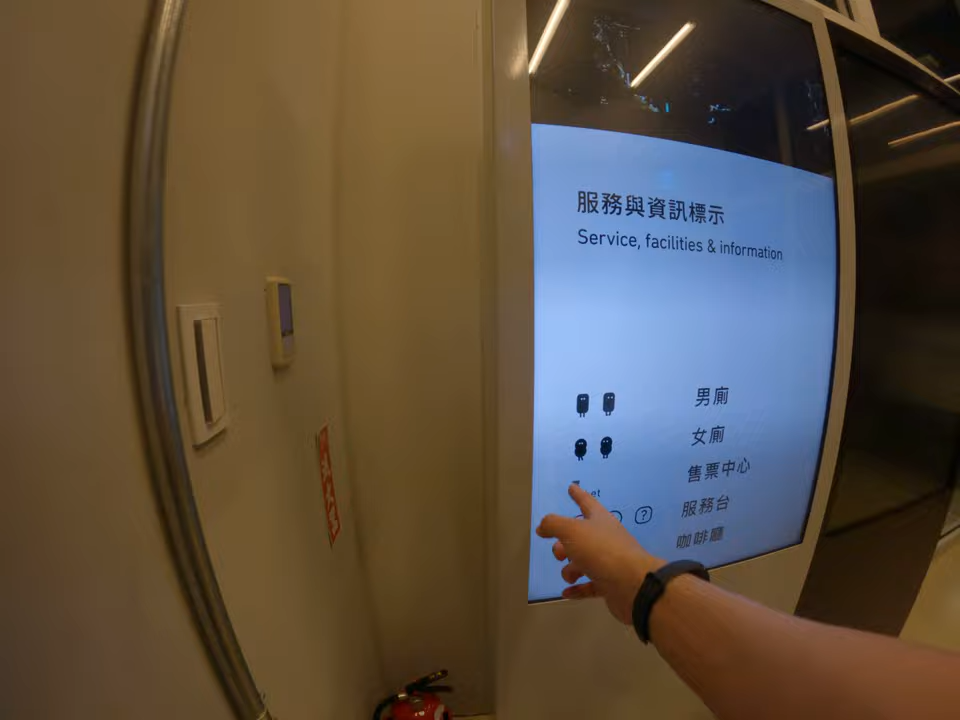 服務與資訊標示
Service, facilities & information
男廁
女廁
售票中心
?
服務台
咖啡廳